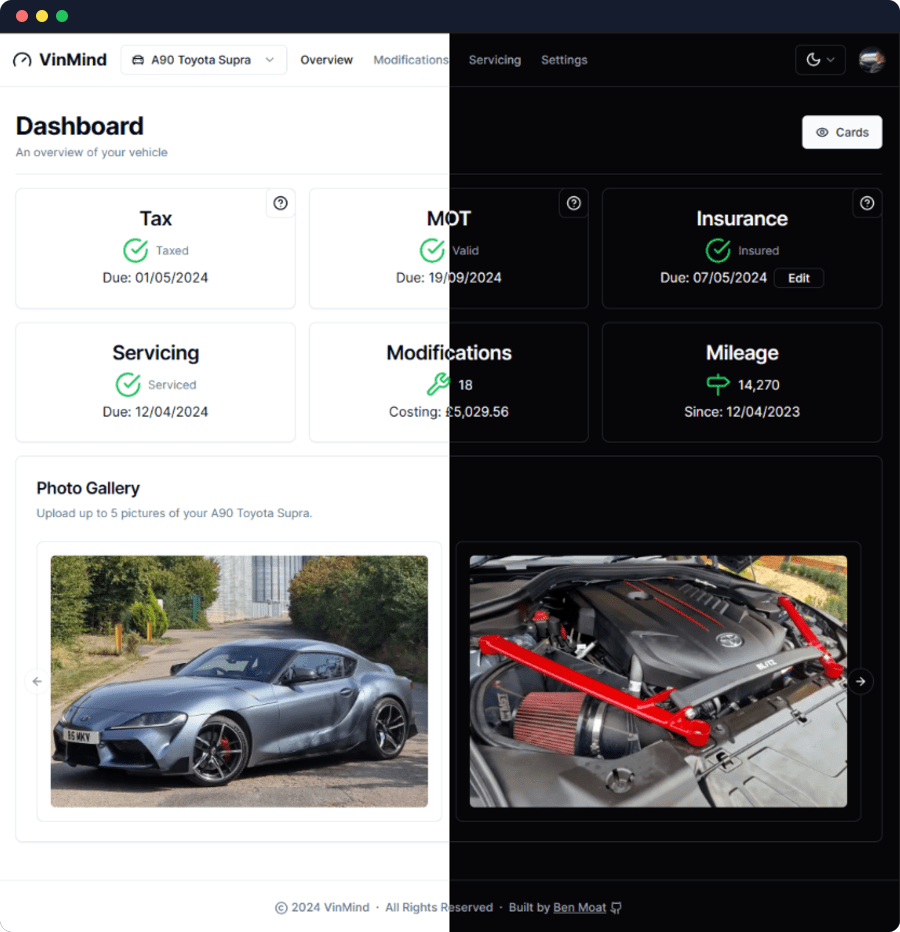 VinMind A90 Toyota Supra Overview Modifications Servicing Settings
Dashboard
An overview of your vehicle
Cards
Tax
Taxed
Due: 01/05/2024
MOT
Valid
Due: 19/09/2024
Insurance
Insured
Due: 07/05/2024 Edit
Servicing
Serviced
Due: 12/04/2024
Modifications
18
Costing: £5,029.56
Mileage
14,270
Since: 12/04/2023
Photo Gallery
Upload up to 5 pictures of your A90 Toyota Supra.
BLITZ
© 2024 VinMind · All Rights Reserved · Built by Ben Moat